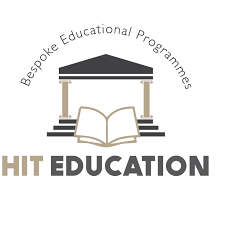 Bespoke Educational Programmes
HIT EDUCATION